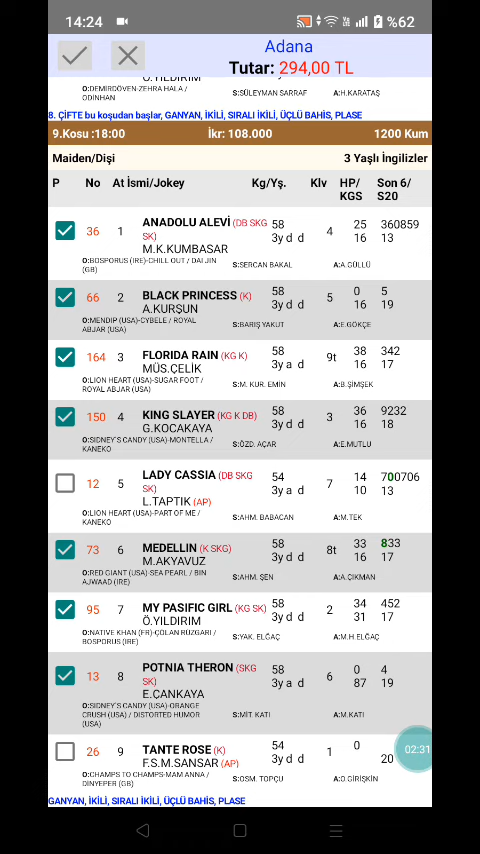 14:24 %62
Adana
Tutar: 294,00 TL
Ö.YILDIRIM
O:DEMİRDÖVEN-ZEHRA HALA / ODINHAN S:SÜLEYMAN SARRAF A:H.KARATAŞ
8. ÇİFTE bu koşudan başlar, GANYAN, İKİLİ, SIRALI İKİLİ, ÜÇLÜ BAHİS, PLASE
9.Kosu :18:00 İkr: 108.000 1200 Kum
Maiden/Dişi 3 Yaşlı İngilizler
P No At İsmi/Jokey Kg/Yş. Klv HP/KGS Son 6/S20
36 1 ANADOLU ALEVİ (DB SKG SK) 58 4 25 360859
M.K.KUMBASAR 3y d d 16 13
O:BOSPORUS (IRE)-CHILL OUT / DAI JIN (GB) S:SERCAN BAKAL A:A.GÜLLÜ
66 2 BLACK PRINCESS (K) 58 5 0 5
A.KURŞUN 3y d d 16 19
O:MENDIP (USA)-CYBELE / ROYAL ABJAR (USA) S:BARIŞ YAKUT A:E.GÖKÇE
164 3 FLORIDA RAIN (KG K) 58 9t 38 342
MÜS.ÇELİK 3y a d 16 17
O:LION HEART (USA)-SUGAR FOOT / ROYAL ABJAR (USA) S:M. KUR. EMİN A:B.ŞİMŞEK
150 4 KING SLAYER (KG K DB) 58 3 36 9232
G.KOCAKAYA 3y d d 16 18
O:SIDNEY'S CANDY (USA)-MONTELLA / KANEKO S:ÖZD. AÇAR A:E.MUTLU
12 5 LADY CASSIA (DB SKG SK) 54 7 14 700706
L.TAPTIK (AP) 3y a d 10 13
O:LION HEART (USA)-PART OF ME / KANEKO S:AHM. BABACAN A:M.TEK
73 6 MEDELLIN (K SKG) 58 8t 33 833
M.AKYAVUZ 3y d d 16 17
O:RED GIANT (USA)-SEA PEARL / BIN AJWAAD (IRE) S:AHM. ŞEN A:A.ÇIKMAN
95 7 MY PASIFIC GIRL (KG SK) 58 2 34 452
Ö.YILDIRIM 3y d d 31 17
O:NATIVE KHAN (FR)-ÇÖLAN RÜZGARI / BOSPORUS (IRE) S:YAK. ELĞAÇ A:M.H ELĞAÇ
13 8 POTNIA THERON (SKG SK) 58 6 0 4
E.ÇANKAYA 3y a d 87 19
O:SIDNEY'S CANDY (USA)-ORANGE CRUSH (USA) / DISTORTED HUMOR (USA) S:MİT. KATI A:M.KATI
26 9 TANTE ROSE (K) 54 1 0
F.S.M.SANSAR (AP) 3y d d 20
O:CHAMPS TO CHAMPS-MAM ANNA / DINYEPER (GB) S:OSM. TOPÇU A:O.GİRİŞKİN
02:31
GANYAN, İKİLİ, SIRALI İKİLİ, ÜÇLÜ BAHİS, PLASE